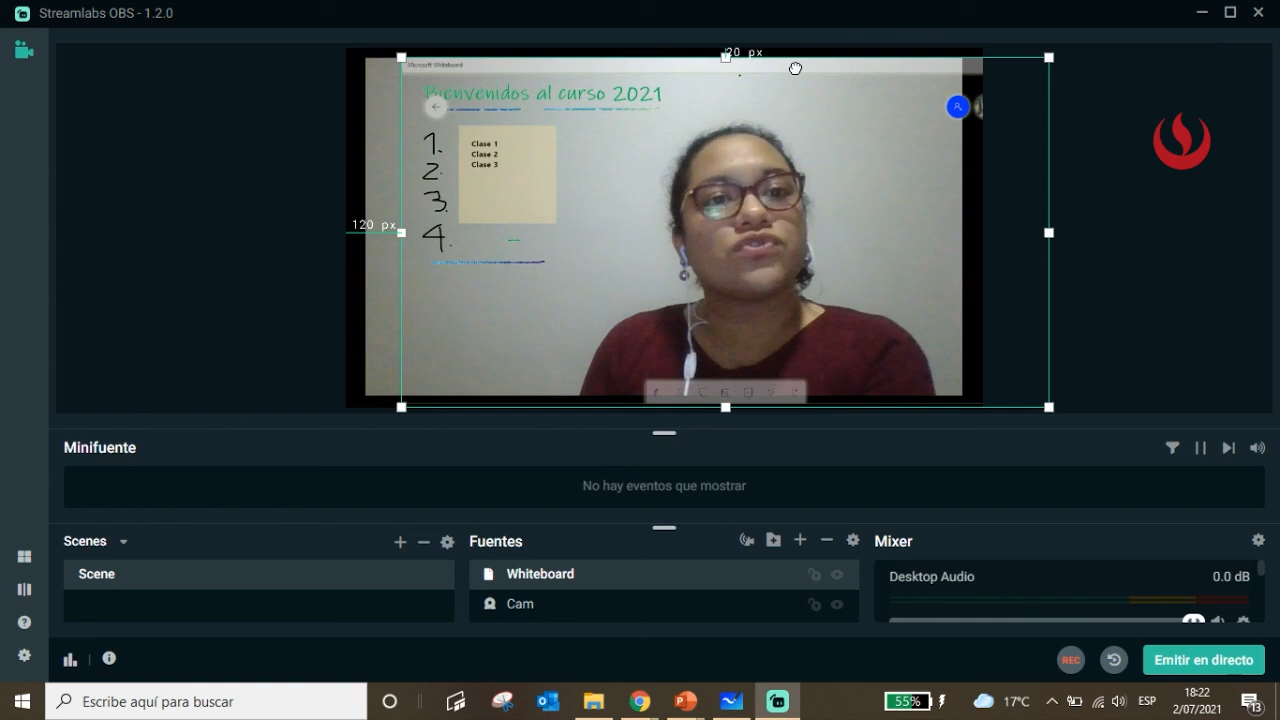 Streamlabs OBS - 1.2.0
20 px
Microsoft Whiteboard
Bienvenidos al curso 2021
1.
2.
3.
4.
Clase 1
Clase 2
Clase 3
120 px
Minifuente
No hay eventos que mostrar
Scenes
Fuentes
Mixer
Scene
Whiteboard
Cam
Desktop Audio
0.0 dB
REC
Emitir en directo
Escribe aquí para buscar
55%
17°C
ESP
18:22
2/07/2021
13